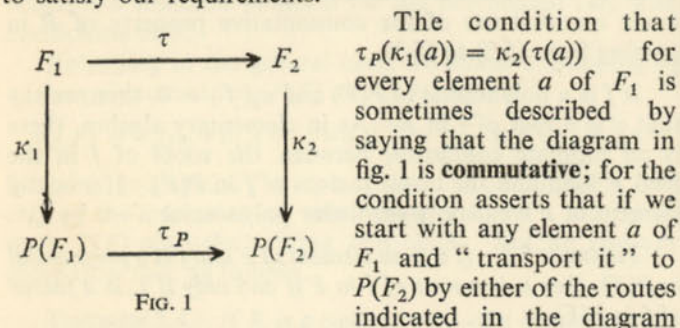 to satisfy our requirements.
τ
F₁ F₂
κ₁ κ₂
τ_P
P(F₁) P(F₂)
FIG. 1
The condition that
τ_P(κ₁(a)) = κ₂(τ(a)) for
every element a of F₁ is
sometimes described by
saying that the diagram in
fig. 1 is commutative; for the
condition asserts that if we
start with any element a of
F₁ and “ transport it ” to
P(F₂) by either of the routes
indicated in the diagram